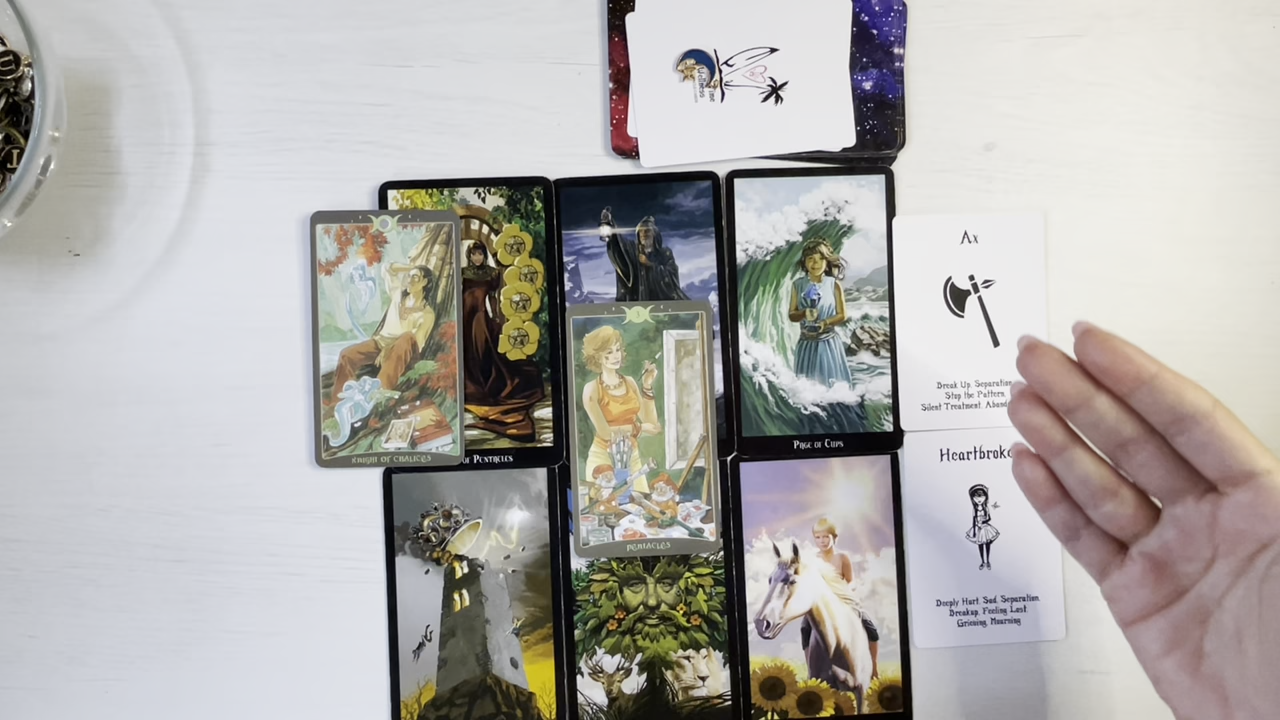 Ax
Break Up, Separation,
Stop the Pattern,
Silent Treatment,
KNIGHT OF CHALICES
OF PENTACLES
PAGE OF CUPS
Heartbroke
PENTACLES
Deeply Hurt, Sad, Separation,
Breakup, Feeling Lost,
Grieving, Mourning